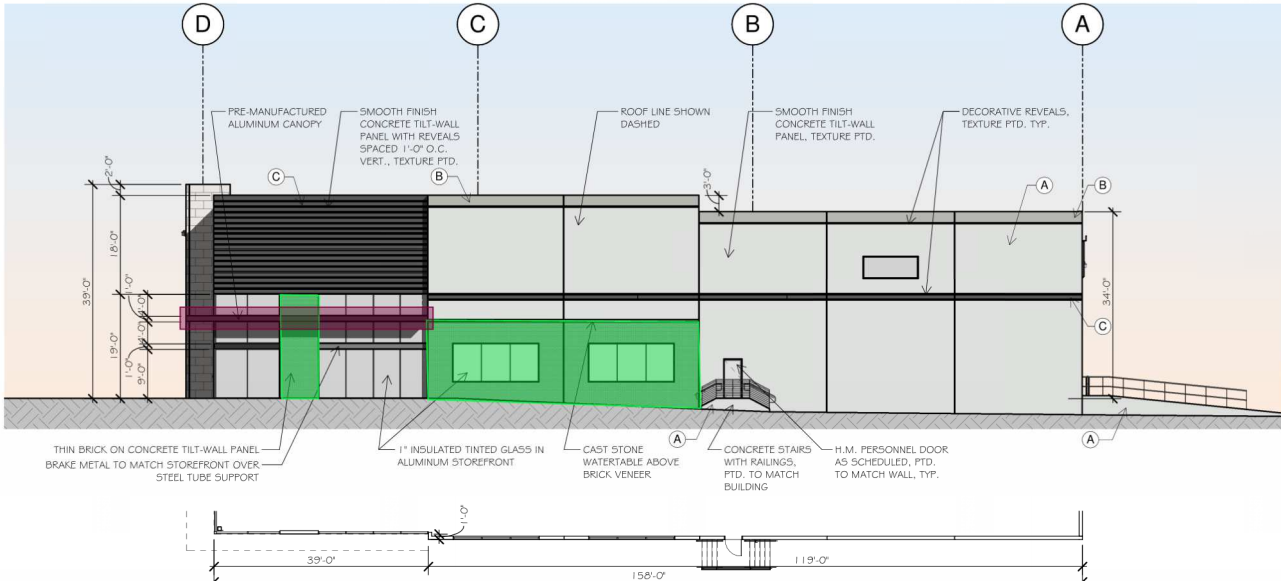 D
C
B
A
PRE-MANUFACTURED
ALUMINUM CANOPY
SMOOTH FINISH
CONCRETE TILT-WALL
PANEL WITH REVEALS
SPACED 1'-0" O.C.
VERT., TEXTURE PTD.
ROOF LINE SHOWN
DASHED
SMOOTH FINISH
CONCRETE TILT-WALL
PANEL, TEXTURE PTD.
DECORATIVE REVEALS,
TEXTURE PTD. TYP.
2'-0"
C
B
3'-0"
A
B
39'-0"
18'-0"
1'-0"
4'-0"
19'-0"
1'-0"
9'-0"
34'-0"
C
A
A
THIN BRICK ON CONCRETE TILT-WALL PANEL
BRAKE METAL TO MATCH STOREFRONT OVER
STEEL TUBE SUPPORT
1" INSULATED TINTED GLASS IN
ALUMINUM STOREFRONT
CAST STONE
WATERTABLE ABOVE
BRICK VENEER
CONCRETE STAIRS
WITH RAILINGS,
PTD. TO MATCH
BUILDING
H.M. PERSONNEL DOOR
AS SCHEDULED, PTD.
TO MATCH WALL, TYP.
1'-0"
39'-0"
119'-0"
158'-0"